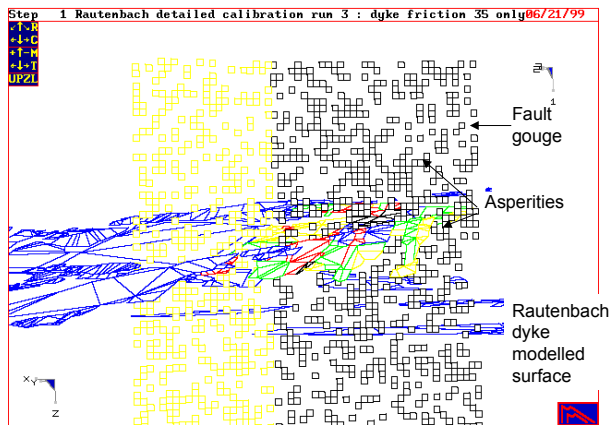 Step 1 Rautenbach detailed calibration run 3 : dyke friction 35 only06/21/99
R
C
M
T
UPZL
1
Fault
gouge
Asperities
Rautenbach
dyke
modelled
surface
X
Y
Z